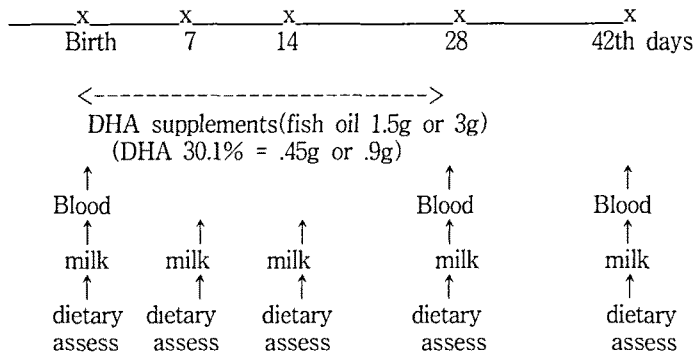 x x x x x
Birth 7 14 28 42th days
<---------------------------->
DHA supplements(fish oil 1.5g or 3g)
(DHA 30.1% = .45g or .9g)
↑ ↑ ↑
Blood Blood Blood
↑ ↑ ↑ ↑ ↑
milk milk milk milk milk
↑ ↑ ↑ ↑ ↑
dietary dietary dietary dietary dietary
assess assess assess assess assess